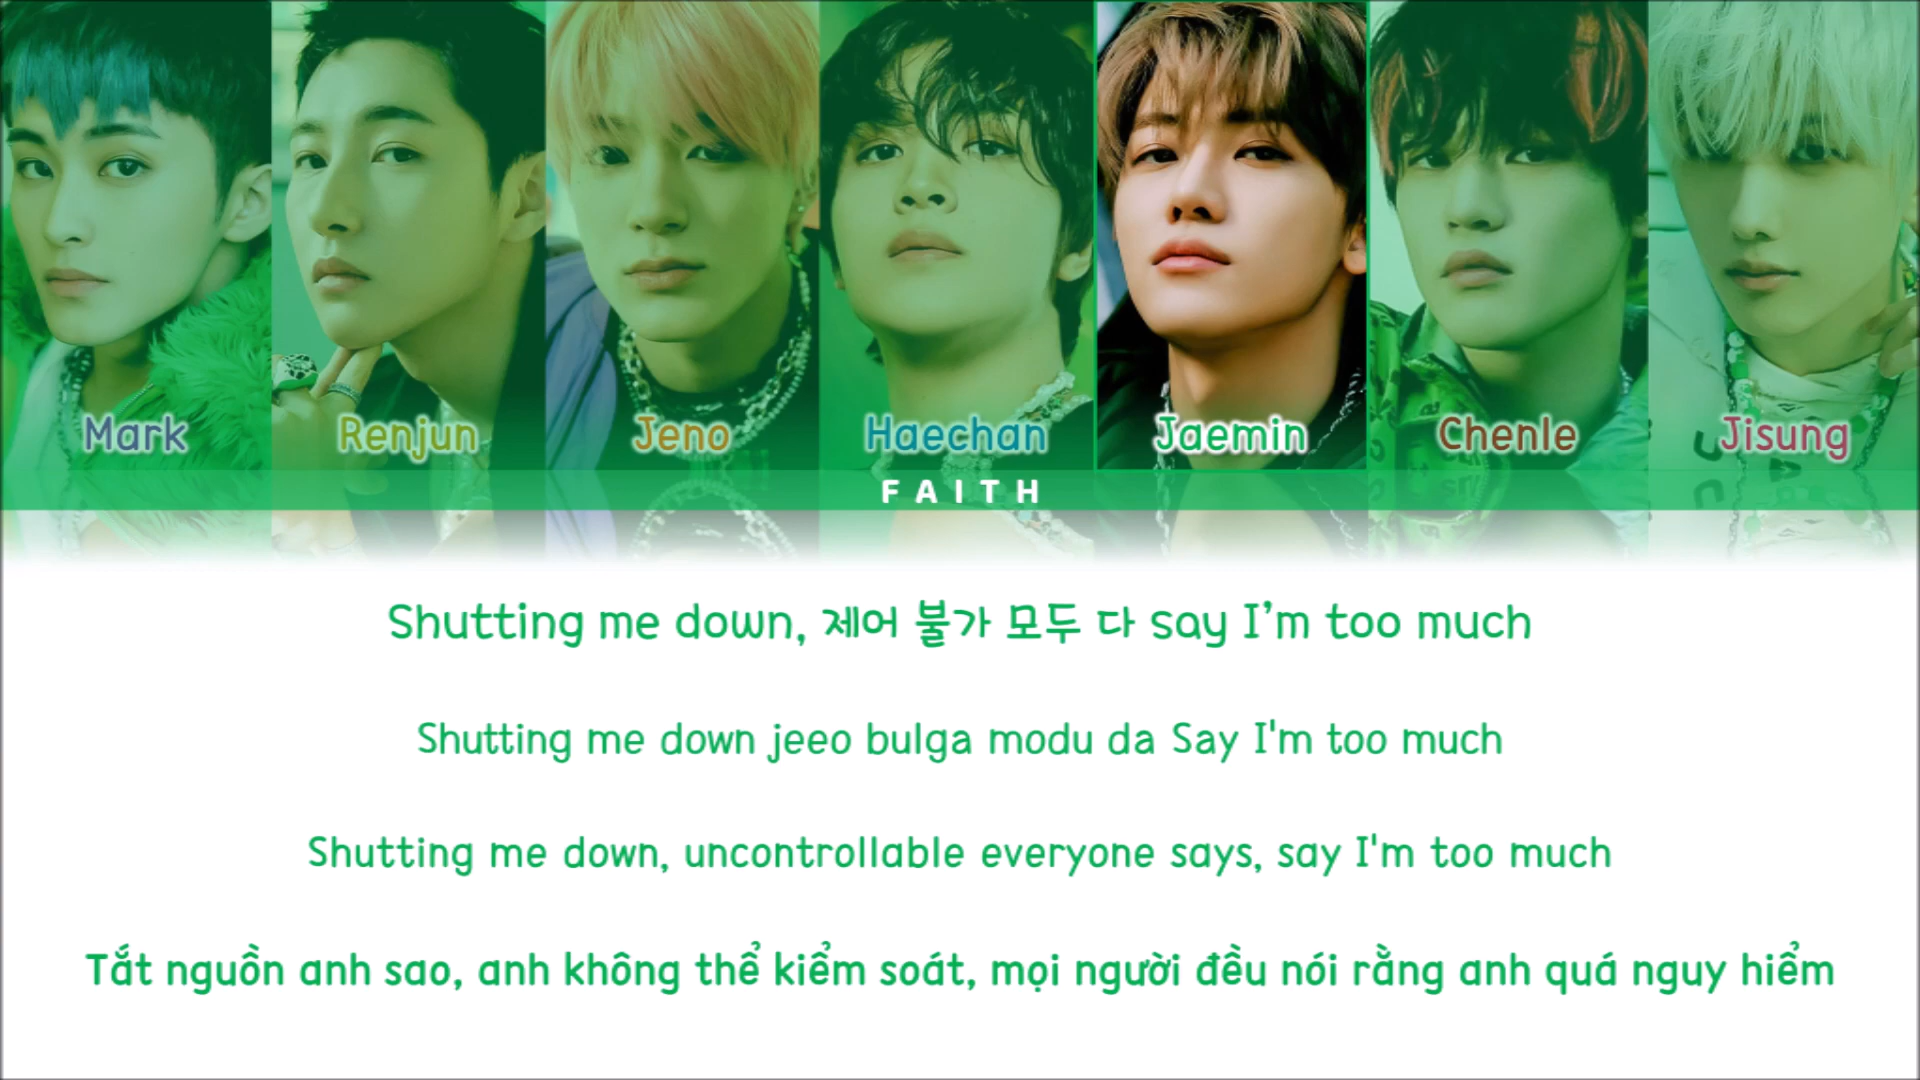 Mark Renjun Jeno Haechan Jaemin Chenle Jisung
FAITH
Shutting me down, 제어 불가 모두 다 say I’m too much
Shutting me down jeeo bulga modu da Say I'm too much
Shutting me down, uncontrollable everyone says, say I'm too much
Tắt nguồn anh sao, anh không thể kiểm soát, mọi người đều nói rằng anh quá nguy hiểm